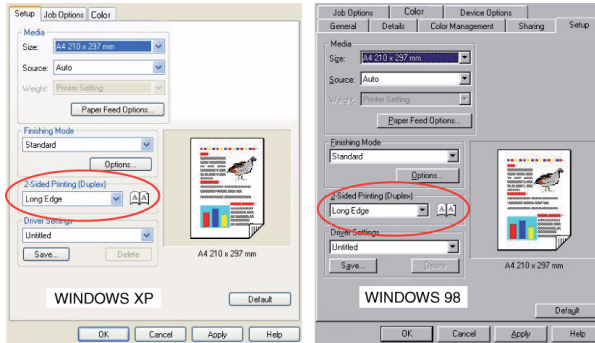 Setup Job Options Color
Media
Size: A4 210 x 297 mm
Source: Auto
Weight: Printer Setting
Paper Feed Options...
Finishing Mode
Standard
Options...
2-Sided Printing (Duplex)
Long Edge
A A
Driver Settings
Untitled
Save... Delete
A4 210 x 297 mm
WINDOWS XP
Default
OK Cancel Apply Help
Job Options Color Device Options
General Details Color Management Sharing Setup
Media
Size: A4 210 x 297 mm
Source: Auto
Weight: Printer Setting
Paper Feed Options...
Finishing Mode
Standard
Options...
2-Sided Printing (Duplex)
Long Edge
A A
Driver Settings
Untitled
Save... Delete
A4 210 x 297 mm
WINDOWS 98
Default
OK Cancel Apply Help